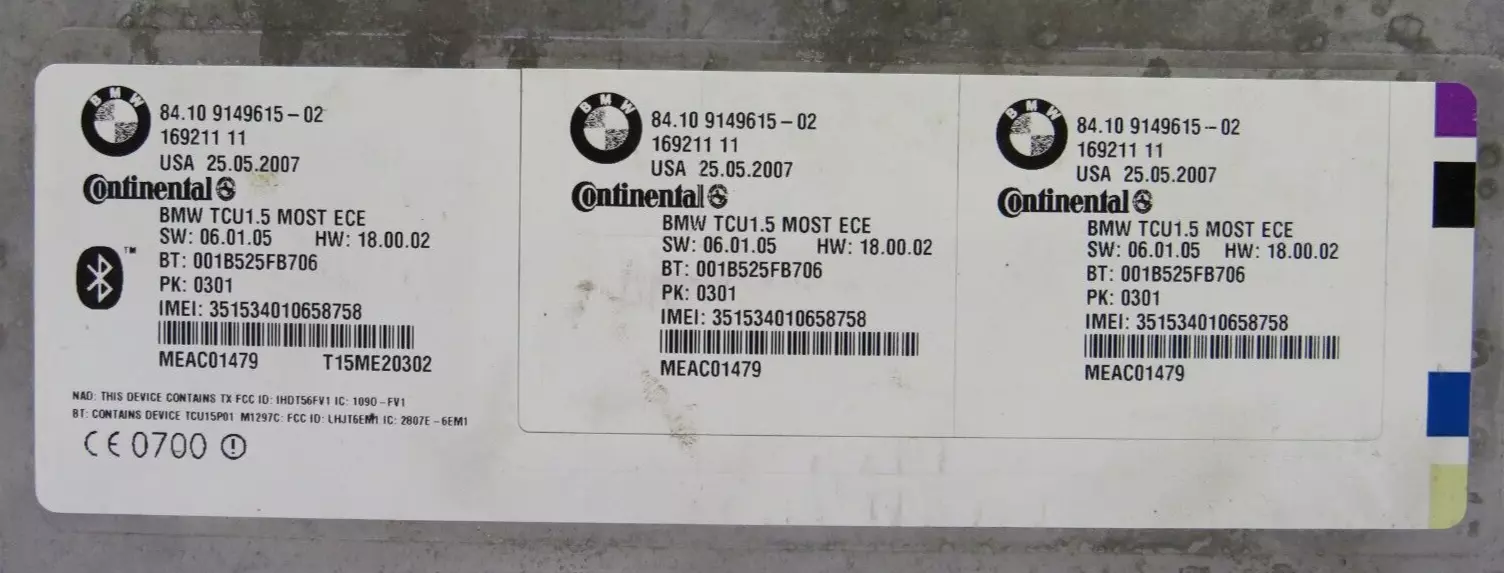 BMW
84.10 9149615-02
169211 11
USA 25.05.2007
Continental
BMW TCU1.5 MOST ECE
SW: 06.01.05 HW: 18.00.02
BT: 001B525FB706
PK: 0301
IMEI: 351534010658758
MEAC01479 T15ME20302
NAD: THIS DEVICE CONTAINS TX FCC ID: IHDT56FV1 IC: 109O-FV1
BT: CONTAINS DEVICE TCU15P01 M1297C: FCC ID: LHJT6EM1 IC: 2807E-6EM1
CE 0700
BMW
84.10 9149615-02
169211 11
USA 25.05.2007
Continental
BMW TCU1.5 MOST ECE
SW: 06.01.05 HW: 18.00.02
BT: 001B525FB706
PK: 0301
IMEI: 351534010658758
MEAC01479
BMW
84.10 9149615-02
169211 11
USA 25.05.2007
Continental
BMW TCU1.5 MOST ECE
SW: 06.01.05 HW: 18.00.02
BT: 001B525FB706
PK: 0301
IMEI: 351534010658758
MEAC01479